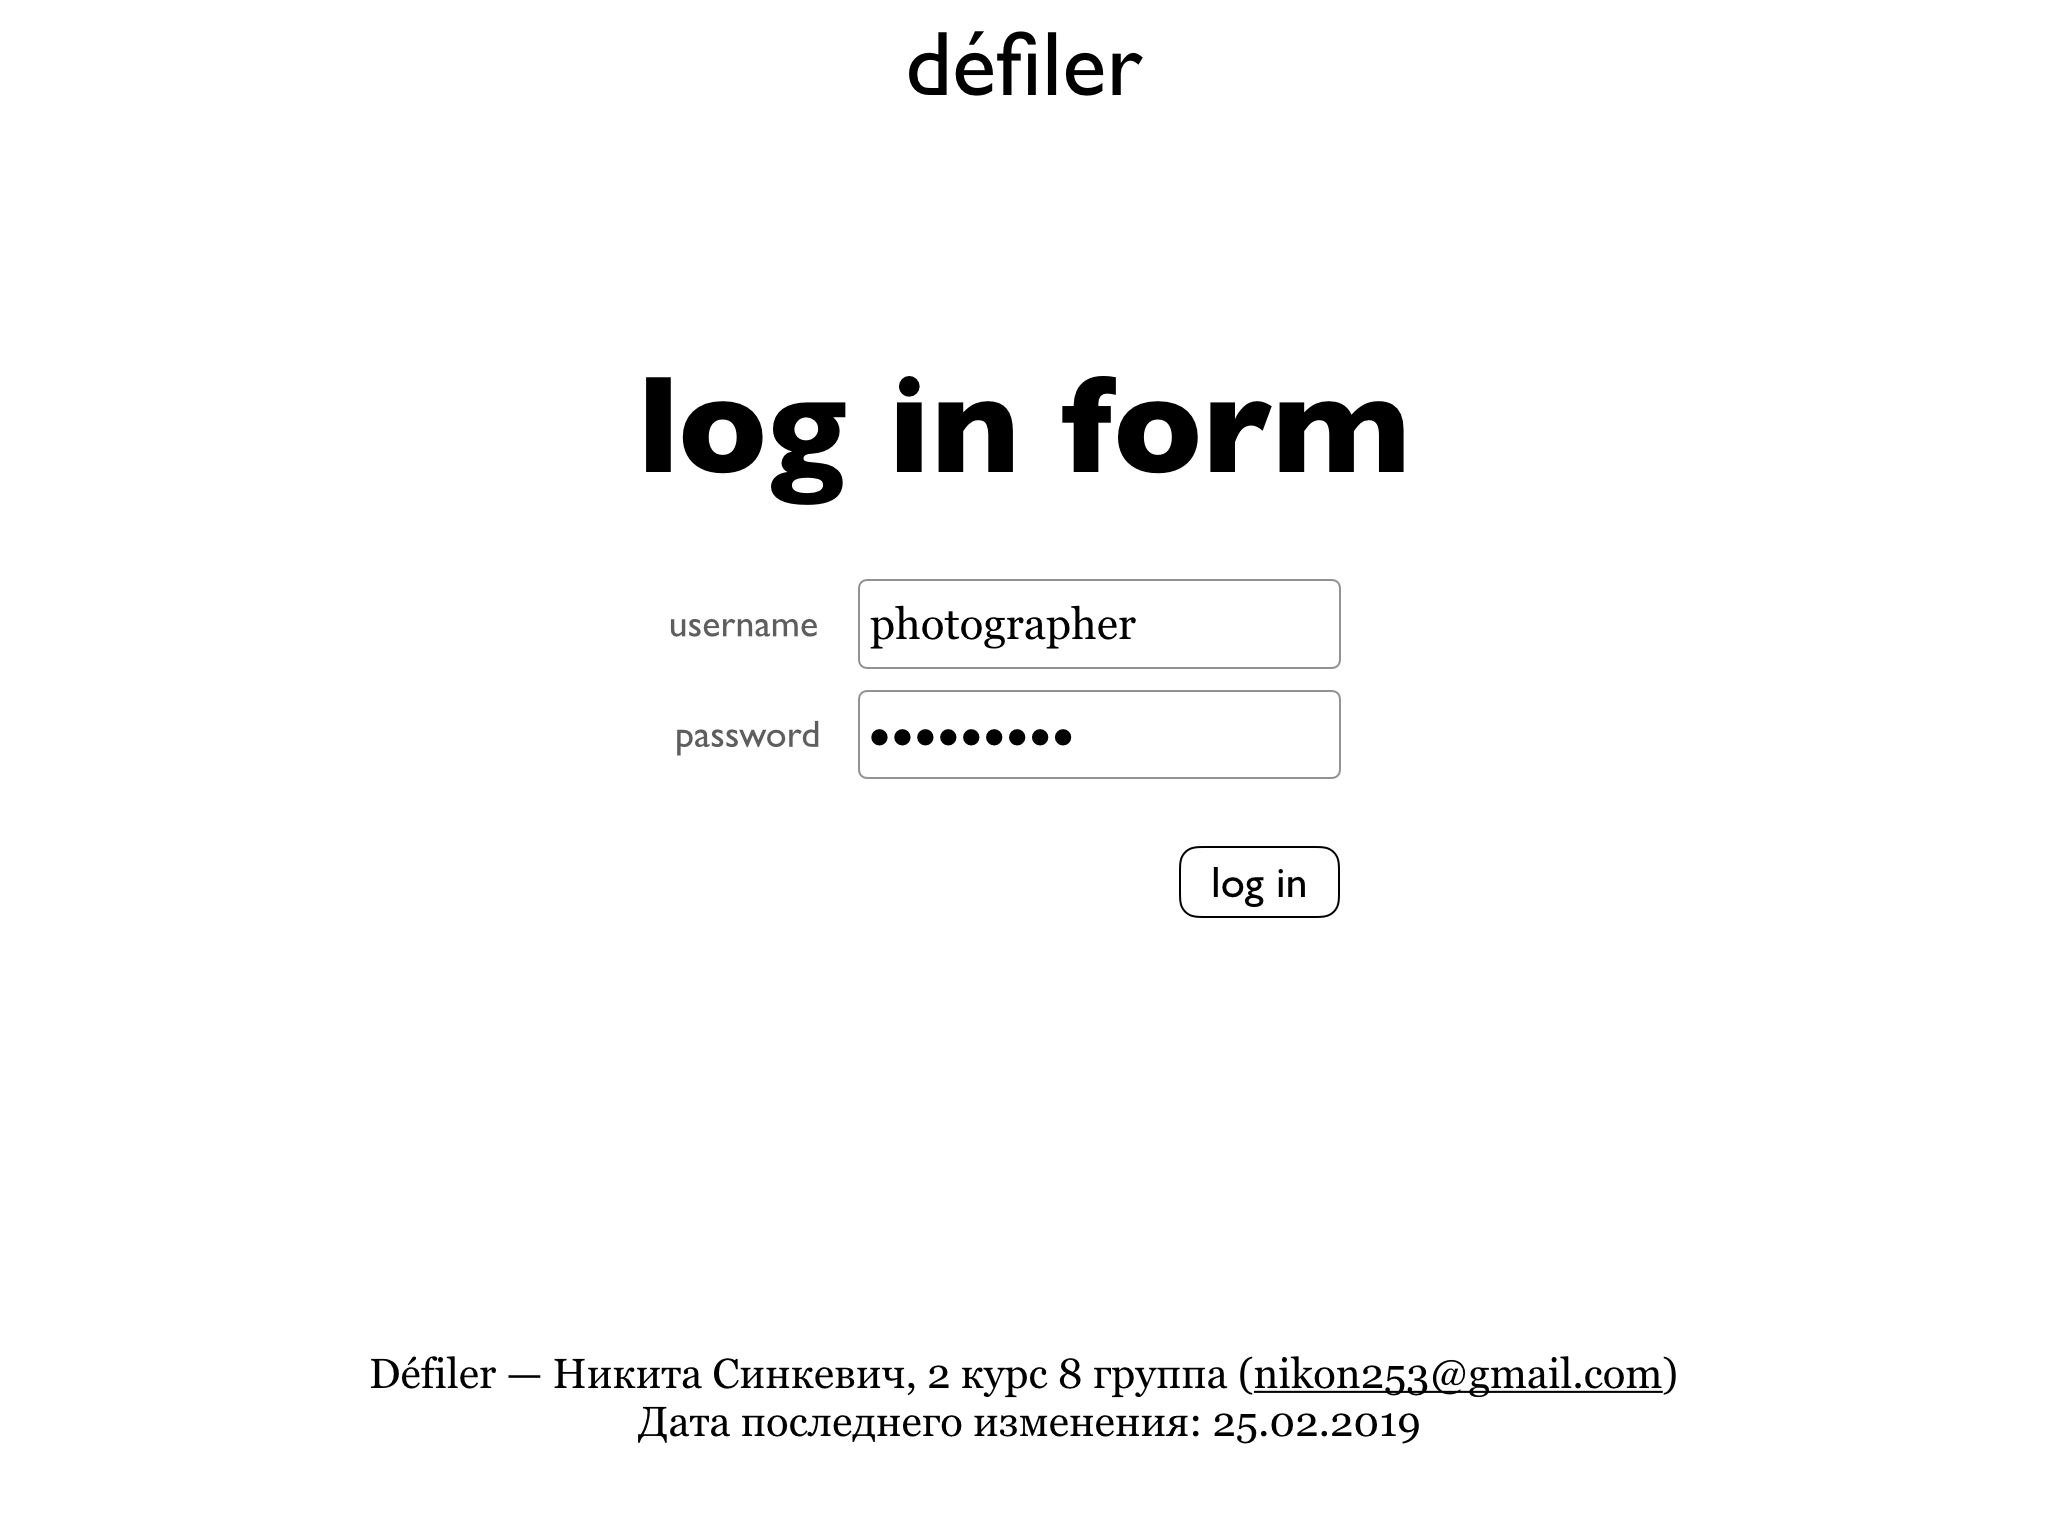 défiler
log in form
username photographer
password •••••••••
log in
Défiler — Никита Синкевич, 2 курс 8 группа (nikon253@gmail.com)
Дата последнего изменения: 25.02.2019